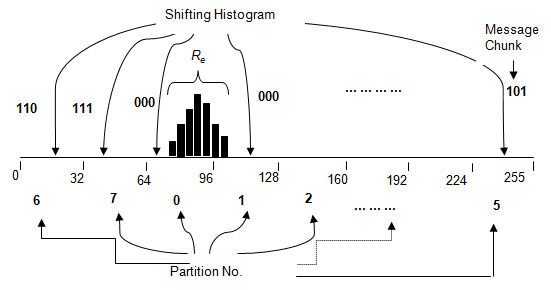 Shifting Histogram
Message
Chunk
Re
110 111 000 000 ………… 101
0 32 64 96 128 160 192 224 255
6 7 0 1 2 ……… 5
Partition No.